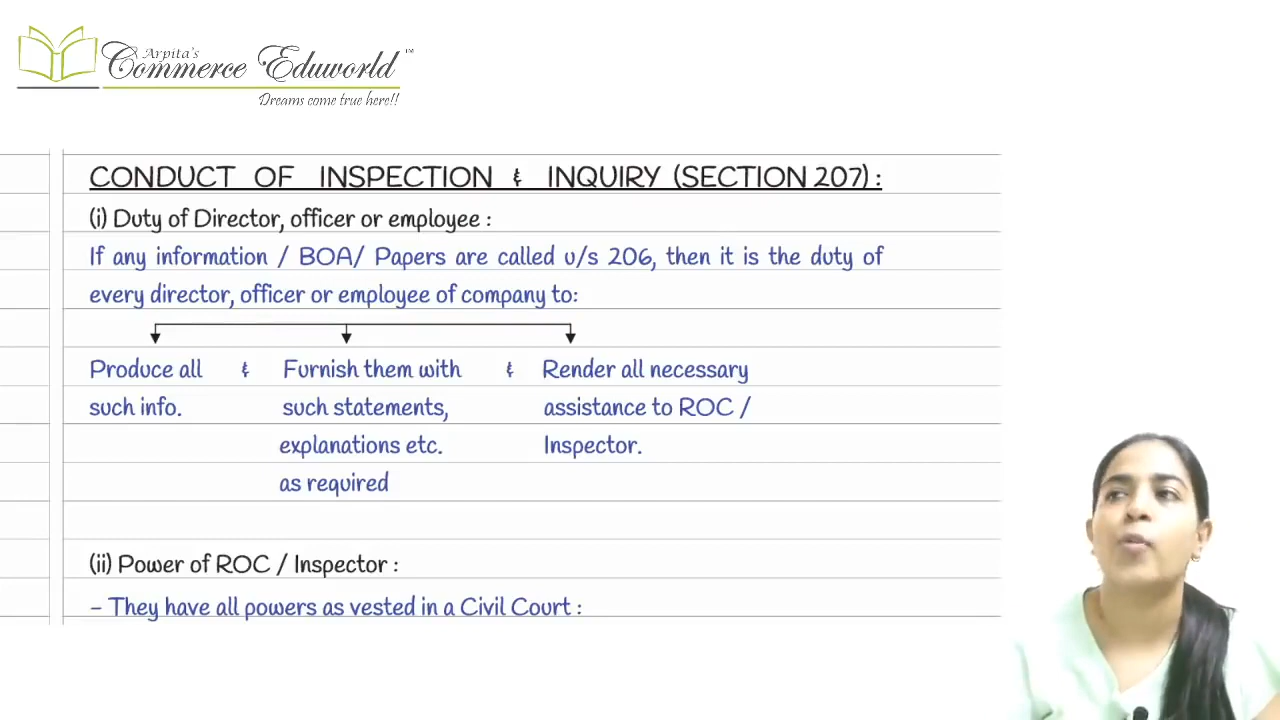 Arpita's
Commerce Eduworld™
Dreams come true here!!
CONDUCT OF INSPECTION & INQUIRY (SECTION 207) :
(i) Duty of Director, officer or employee :
If any information / BOA/ Papers are called u/s 206, then it is the duty of
every director, officer or employee of company to:
Produce all & Furnish them with & Render all necessary
such info. such statements, assistance to ROC /
explanations etc. Inspector.
as required
(ii) Power of ROC / Inspector :
– They have all powers as vested in a Civil Court :